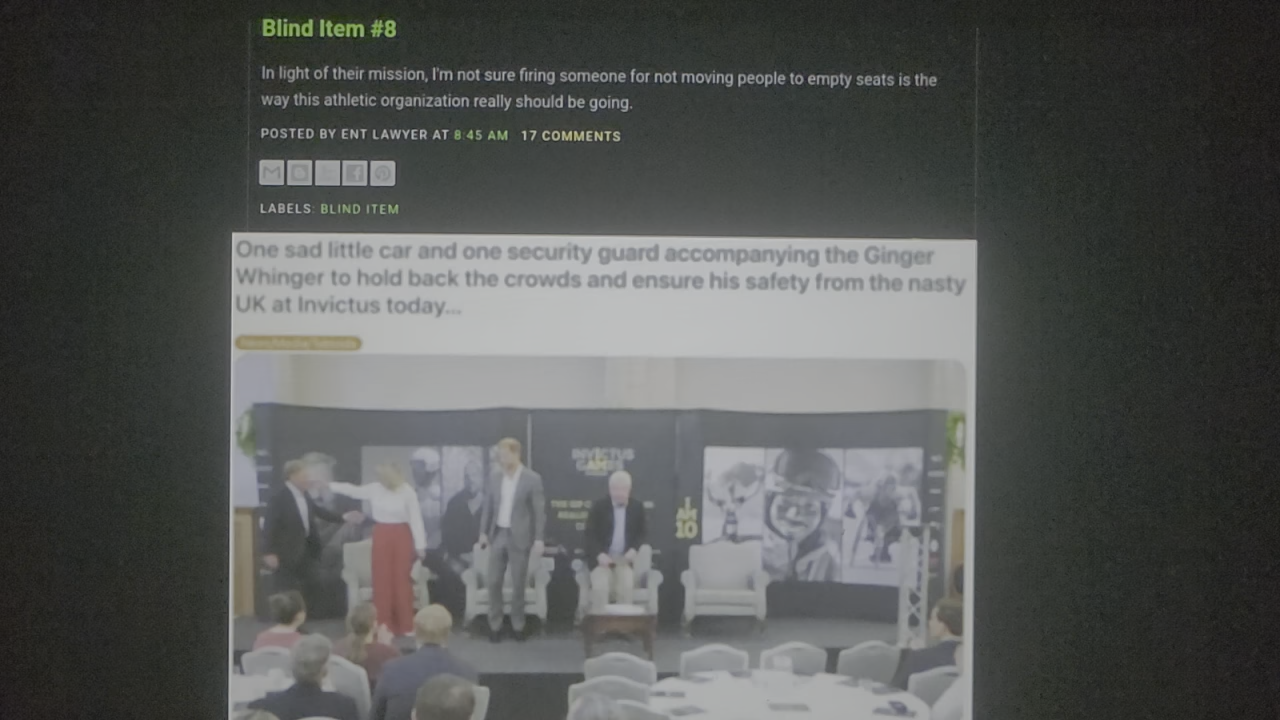 Blind Item #8
In light of their mission, I'm not sure firing someone for not moving people to empty seats is the
way this athletic organization really should be going.
POSTED BY ENT LAWYER AT 8:45 AM 17 COMMENTS
LABELS: BLIND ITEM
One sad little car and one security guard accompanying the Ginger
Whinger to hold back the crowds and ensure his safety from the nasty
UK at Invictus today...
INVICTUS
GAMES
I
AM
10